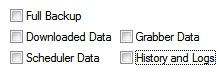 Full Backup
Downloaded Data Grabber Data
Scheduler Data History and Logs